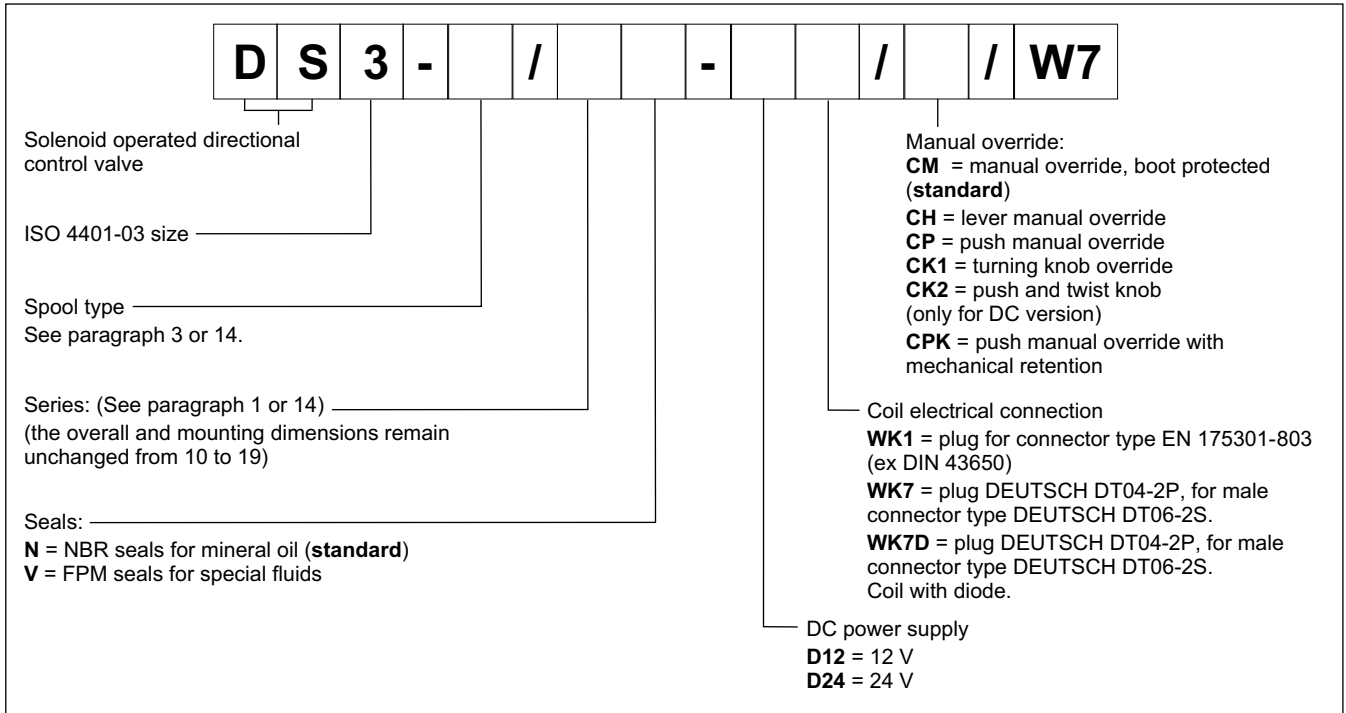 D S 3 - / - / / W7
Solenoid operated directional
control valve
ISO 4401-03 size
Spool type
See paragraph 3 or 14.
Series: (See paragraph 1 or 14)
(the overall and mounting dimensions remain
unchanged from 10 to 19)
Seals:
N = NBR seals for mineral oil (standard)
V = FPM seals for special fluids
Manual override:
CM = manual override, boot protected
(standard)
CH = lever manual override
CP = push manual override
CK1 = turning knob override
CK2 = push and twist knob
(only for DC version)
CPK = push manual override with
mechanical retention
Coil electrical connection
WK1 = plug for connector type EN 175301-803
(ex DIN 43650)
WK7 = plug DEUTSCH DT04-2P, for male
connector type DEUTSCH DT06-2S.
WK7D = plug DEUTSCH DT04-2P, for male
connector type DEUTSCH DT06-2S.
Coil with diode.
DC power supply
D12 = 12 V
D24 = 24 V